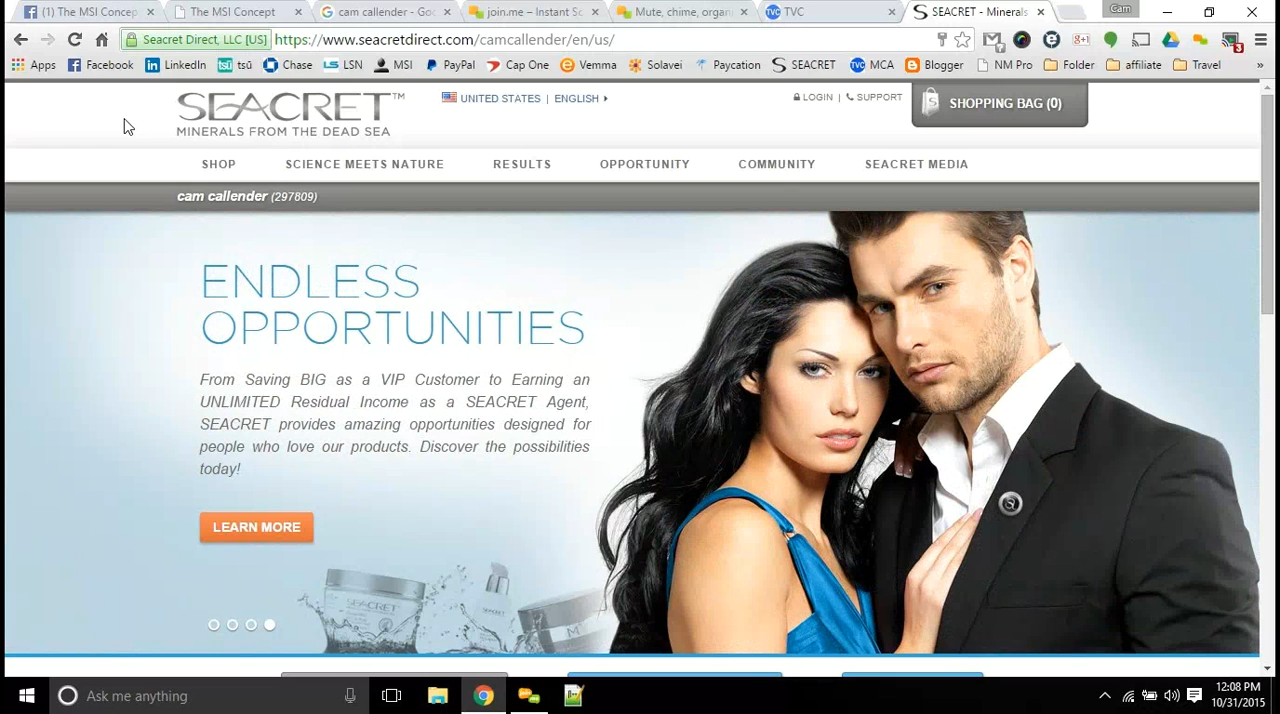 (1) The MSI Concep
The MSI Concept
cam callender - Goo
join.me – Instant Sc
Mute, chime, organi
TVC
SEACRET - Minerals
Cam
Seacret Direct, LLC [US]
https://www.seacretdirect.com/camcallender/en/us/
Apps
Facebook
LinkedIn
tsū
Chase
LSN
MSI
PayPal
Cap One
Vemma
Solavei
Paycation
SEACRET
MCA
Blogger
NM Pro
Folder
affiliate
Travel
»
SEACRET™
MINERALS FROM THE DEAD SEA
UNITED STATES | ENGLISH
LOGIN | SUPPORT
SHOPPING BAG (0)
SHOP
SCIENCE MEETS NATURE
RESULTS
OPPORTUNITY
COMMUNITY
SEACRET MEDIA
cam callender (297809)
ENDLESS
OPPORTUNITIES
From Saving BIG as a VIP Customer to Earning an
UNLIMITED Residual Income as a SEACRET Agent,
SEACRET provides amazing opportunities designed for
people who love our products. Discover the possibilities
today!
LEARN MORE
SEACRET
Ask me anything
12:08 PM
10/31/2015